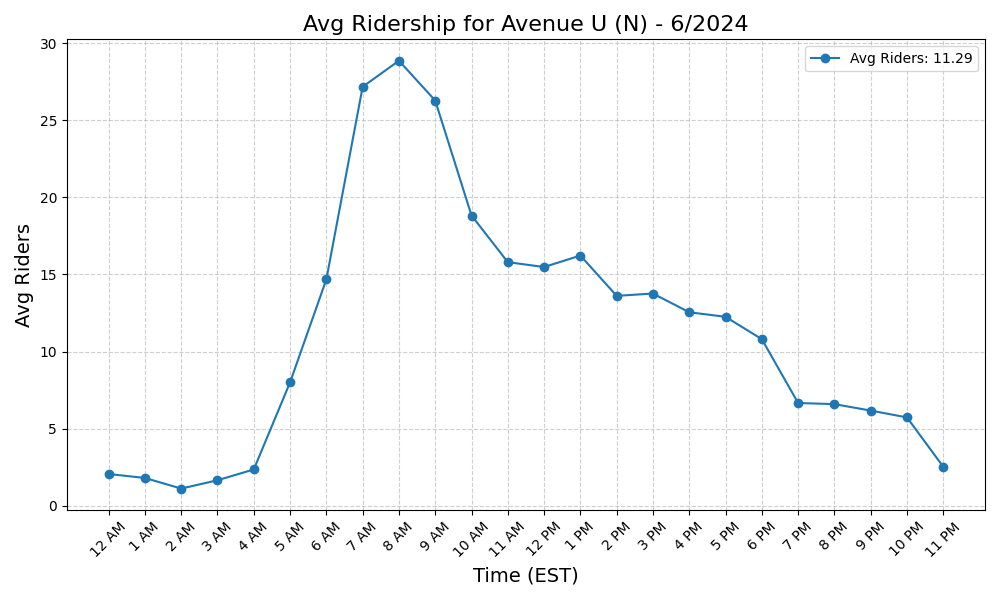 Avg Ridership for Avenue U (N) - 6/2024
Avg Riders: 11.29
Avg Riders
30
25
20
15
10
5
0
12 AM
1 AM
2 AM
3 AM
4 AM
5 AM
6 AM
7 AM
8 AM
9 AM
10 AM
11 AM
12 PM
1 PM
2 PM
3 PM
4 PM
5 PM
6 PM
7 PM
8 PM
9 PM
10 PM
11 PM
Time (EST)